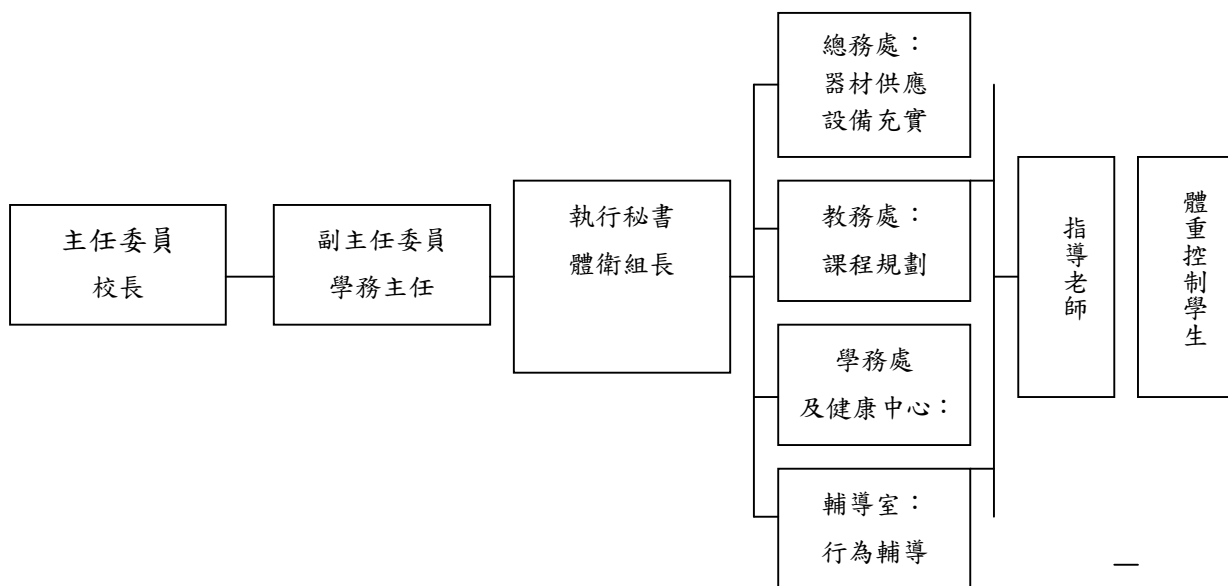 主任委員
校長
副主任委員
學務主任
執行秘書
體衛組長
總務處：
器材供應
設備充實
教務處：
課程規劃
學務處
及健康中心：
輔導室：
行為輔導
指導老師
體重控制學生